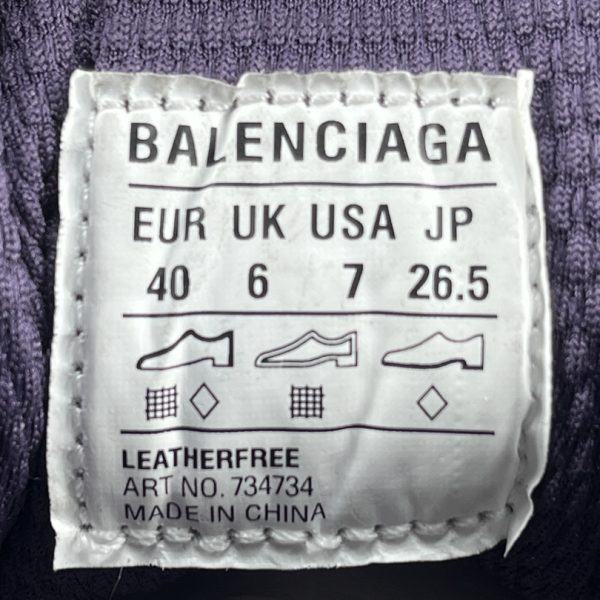 BALENCIAGA
EUR UK USA JP
40 6 7 26.5
LEATHERFREE
ART NO. 734734
MADE IN CHINA